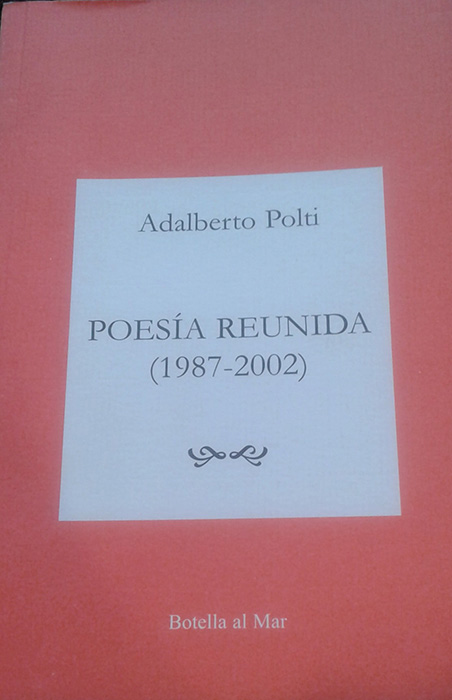 Adalberto Polti
POESÍA REUNIDA
(1987-2002)
Botella al Mar